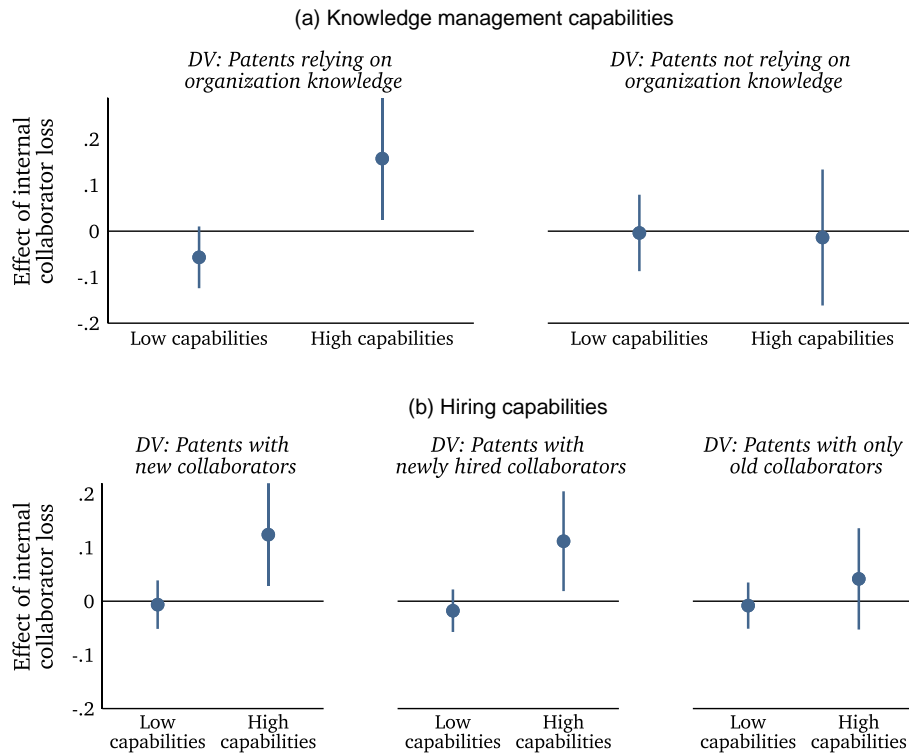 (a) Knowledge management capabilities
DV: Patents relying on
organization knowledge
DV: Patents not relying on
organization knowledge
Effect of internal
collaborator loss
.2
.1
0
-.1
-.2
Low capabilities
High capabilities
Low capabilities
High capabilities
(b) Hiring capabilities
DV: Patents with
new collaborators
DV: Patents with
newly hired collaborators
DV: Patents with only
old collaborators
Effect of internal
collaborator loss
.2
.1
0
-.1
-.2
Low
capabilities
High
capabilities
Low
capabilities
High
capabilities
Low
capabilities
High
capabilities